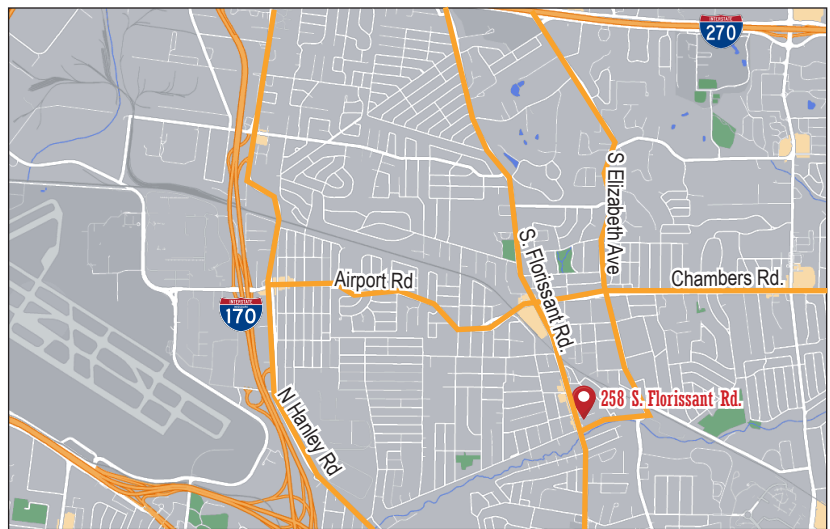 INTERSTATE
270
S Elizabeth Ave
S. Florissant Rd.
Airport Rd
Chambers Rd.
INTERSTATE
170
N Hanley Rd
258 S. Florissant Rd.